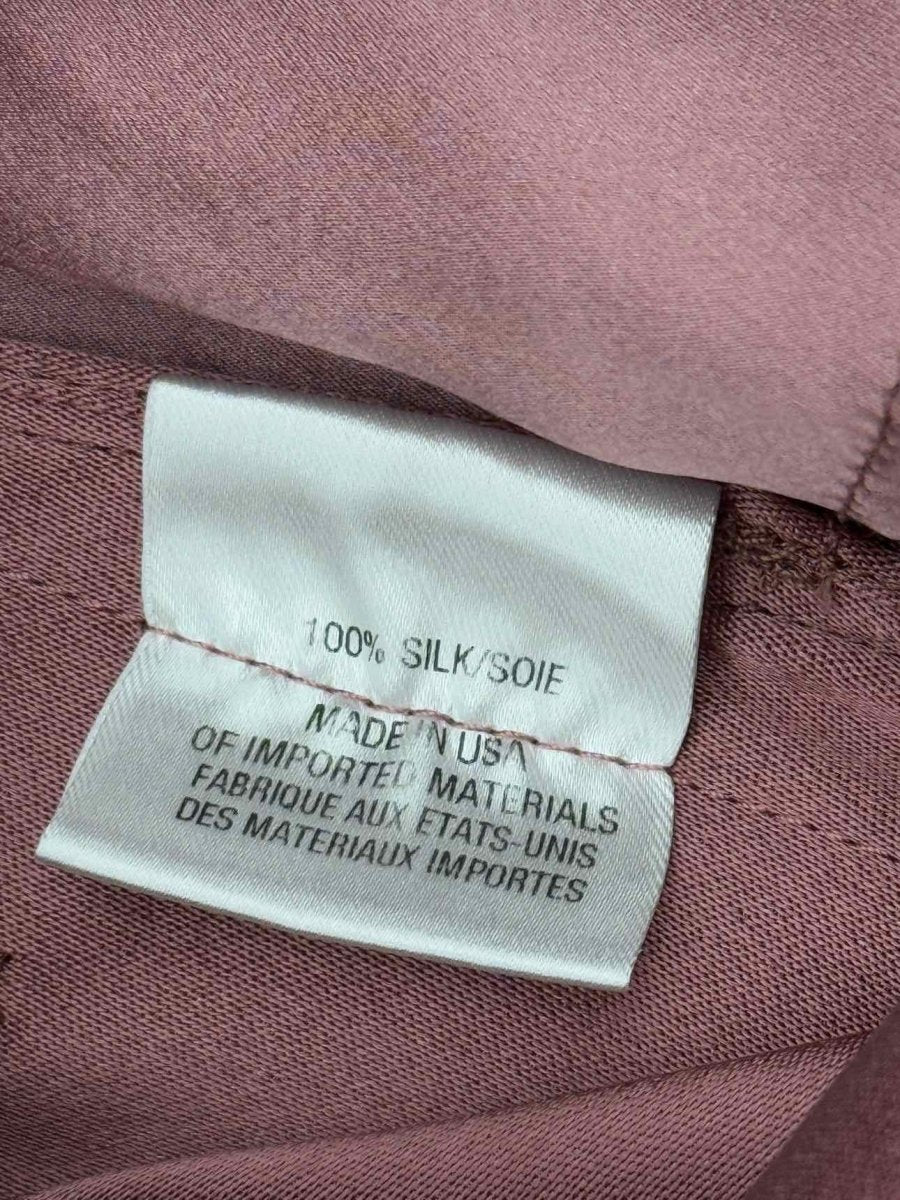 100% SILK/SOIE
MADE IN USA
OF IMPORTED MATERIALS
FABRIQUE AUX ETATS-UNIS
DES MATERIAUX IMPORTES